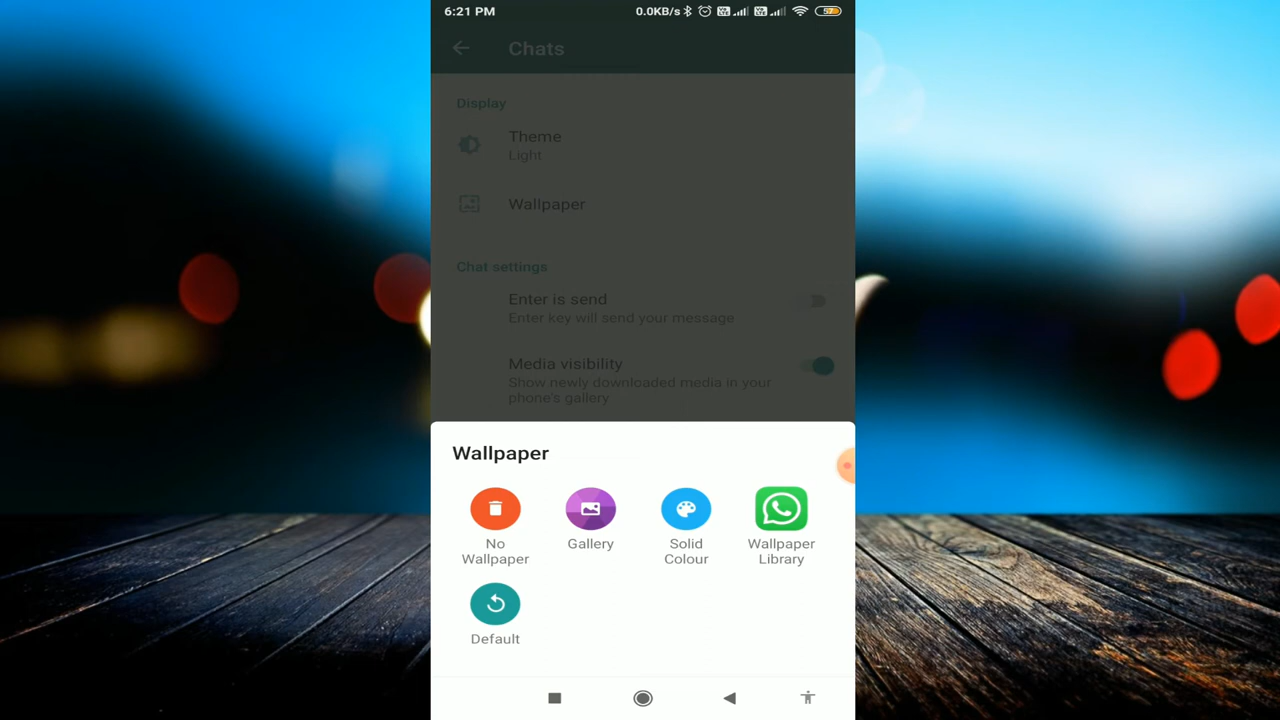 6:21 PM 0.0KB/s 57
Chats
Display
Theme
Light
Wallpaper
Chat settings
Enter is send
Enter key will send your message
Media visibility
Show newly downloaded media in your
phone's gallery
Wallpaper
No
Wallpaper
Gallery
Solid
Colour
Wallpaper
Library
Default